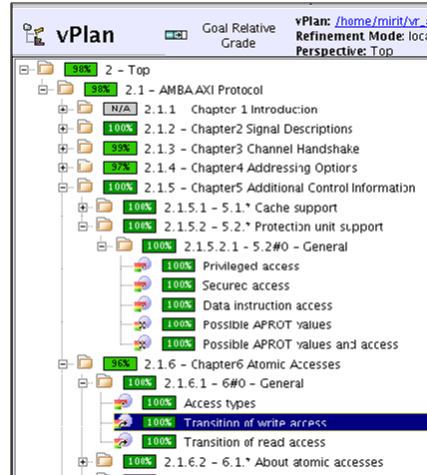 vPlan
Goal Relative Grade
vPlan: /home/mirit/vr_
Refinement Mode: loca
Perspective: Top
98% 2 - Top
98% 2.1 - AMBA AXI Protocol
N/A 2.1.1 Chapter 1 Introduction
100% 2.1.2 - Chapter2 Signal Descriptions
99% 2.1.3 - Chapter3 Channel Handshake
97% 2.1.4 - Chapter4 Addressing Options
100% 2.1.5 - Chapter5 Additional Control Information
100% 2.1.5.1 - 5.1.* Cache support
100% 2.1.5.2 - 5.2.* Protection unit support
100% 2.1.5.2.1 - 5.2#0 - General
100% Privileged access
100% Secured access
100% Data instruction access
100% Possible APROT values
100% Possible APROT values and access
96% 2.1.6 - Chapter6 Atomic Accesses
100% 2.1.6.1 - 6#0 - General
100% Access types
100% Transition of write access
100% Transition of read access
100% 2.1.6.2 - 6.1.* About atomic accesses